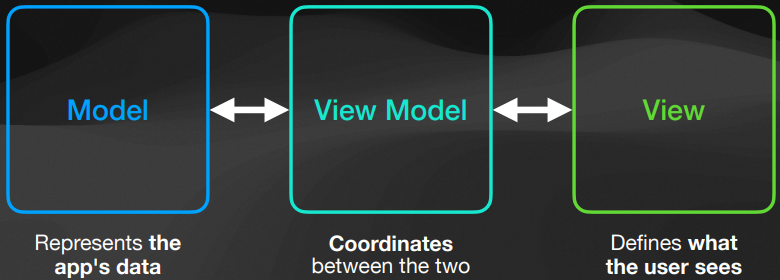 Model
View Model
View
Represents the
app's data
Coordinates
between the two
Defines what
the user sees